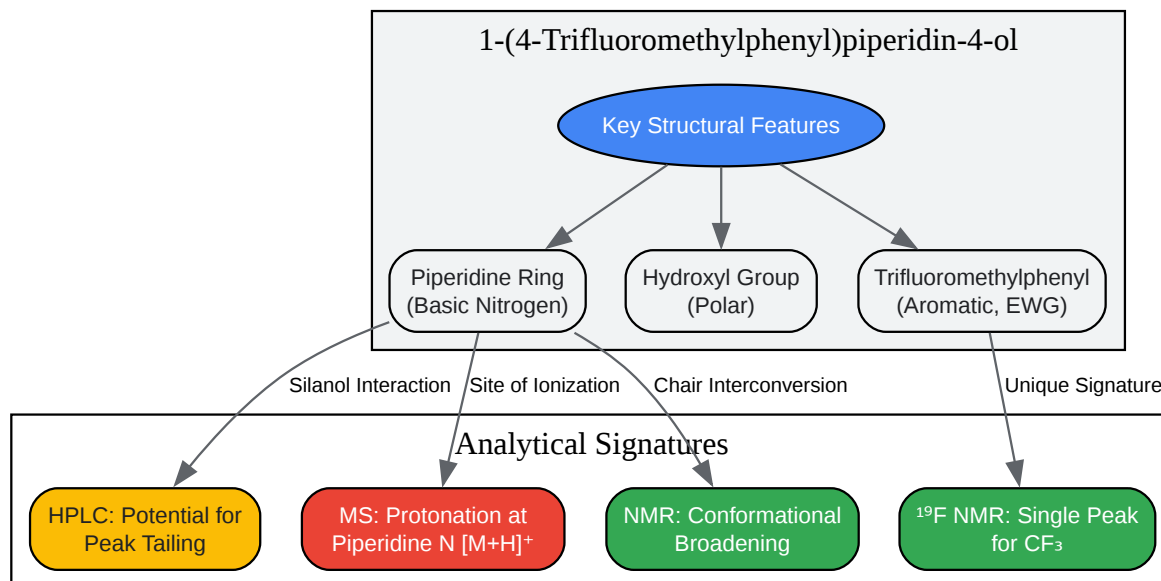 1-(4-Trifluoromethylphenyl)piperidin-4-ol
Key Structural Features
Piperidine Ring
(Basic Nitrogen)
Hydroxyl Group
(Polar)
Trifluoromethylphenyl
(Aromatic, EWG)
Silanol Interaction
Site of Ionization
Chair Interconversion
Unique Signature
Analytical Signatures
HPLC: Potential for
Peak Tailing
MS: Protonation at
Piperidine N [M+H]⁺
NMR: Conformational
Broadening
¹⁹F NMR: Single Peak
for CF₃